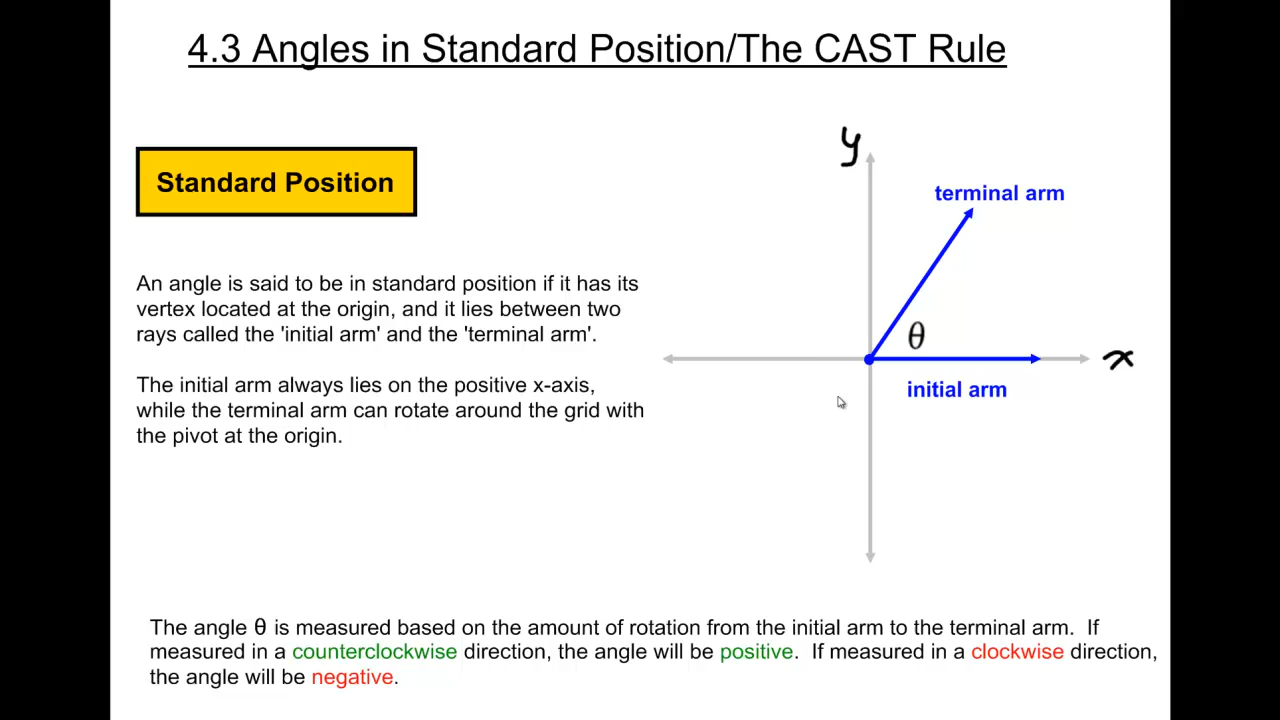 4.3 Angles in Standard Position/The CAST Rule
Standard Position
An angle is said to be in standard position if it has its
vertex located at the origin, and it lies between two
rays called the 'initial arm' and the 'terminal arm'.
The initial arm always lies on the positive x-axis,
while the terminal arm can rotate around the grid with
the pivot at the origin.
y
terminal arm
θ
x
initial arm
The angle θ is measured based on the amount of rotation from the initial arm to the terminal arm. If
measured in a counterclockwise direction, the angle will be positive. If measured in a clockwise direction,
the angle will be negative.